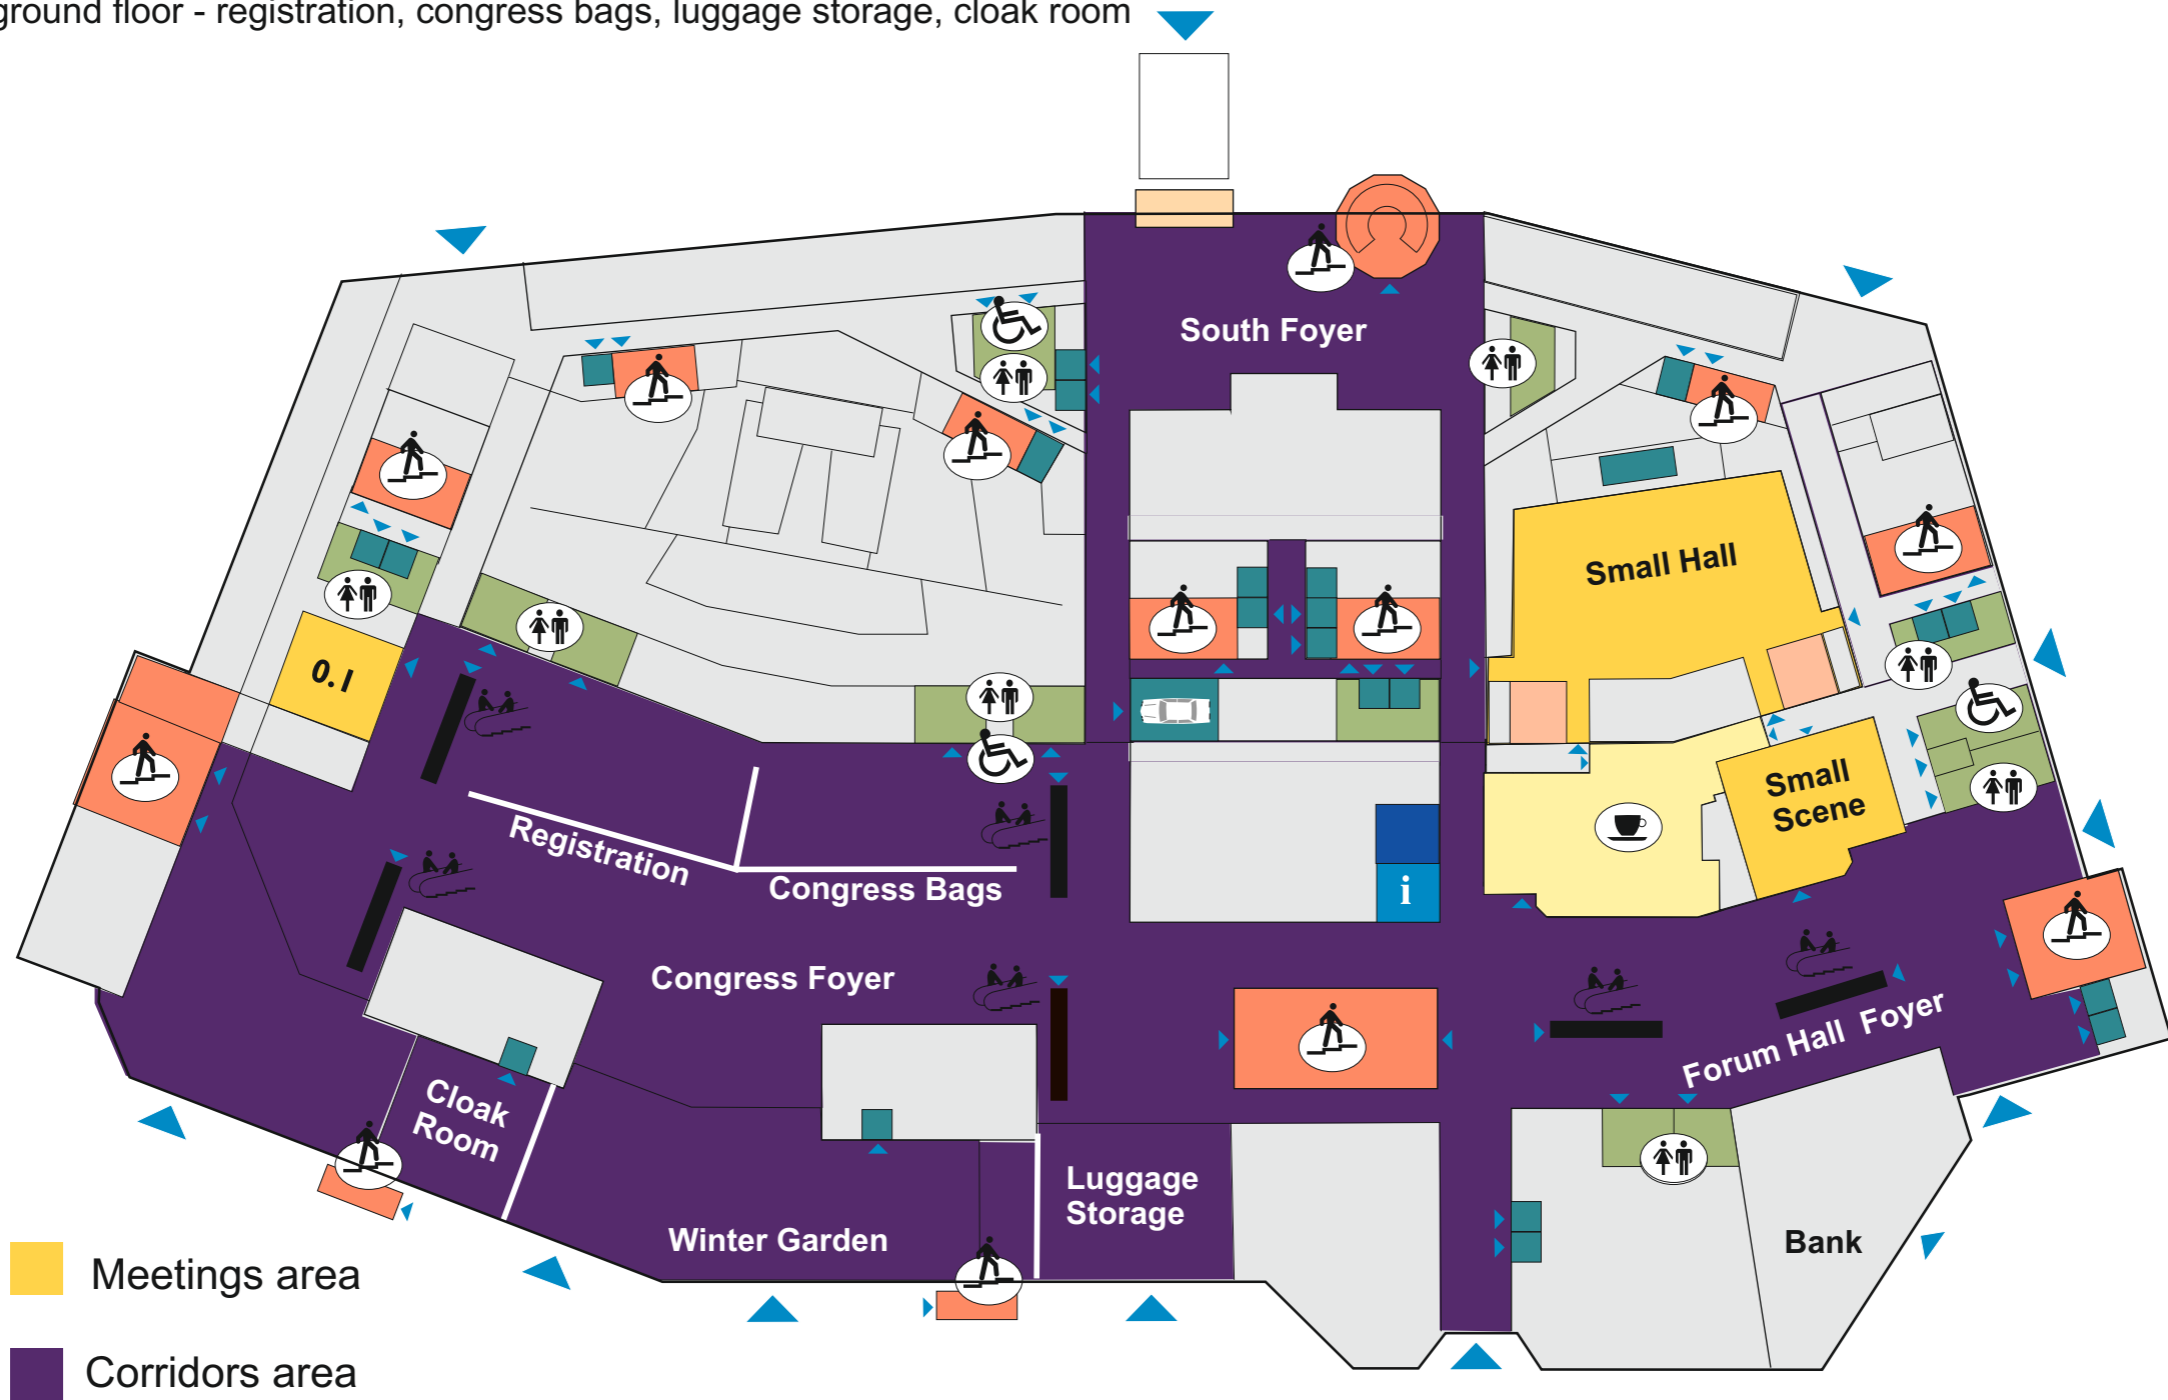 ground floor - registration, congress bags, luggage storage, cloak room
South Foyer
Small Hall
0.1
Small
Scene
Registration
Congress Bags
i
Congress Foyer
Forum Hall Foyer
Cloak
Room
Luggage
Storage
Winter Garden
Bank
Meetings area
Corridors area